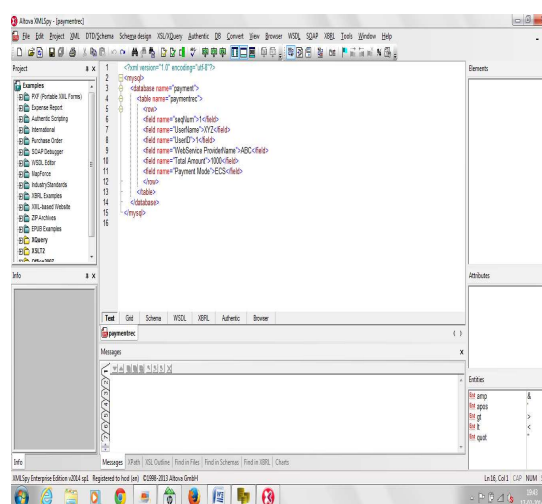 Altova XMLSpy - [paymentrec]
File Edit Project XML DTD/Schema Schema design XSL/XQuery Authentic DB Convert View Browser WSDL SOAP XBRL Tools Window Help
Project
Examples
PXF (Portable XML Forms)
Expense Report
Authentic Scripting
International
Purchase Order
SOAP Debugger
WSDL Editor
MapForce
IndustryStandards
XBRL Examples
XML-based Website
ZIP Archives
EPUB Examples
XQuery
XSLT2
Office2007
1 <?xml version="1.0" encoding="utf-8"?>
2 <mysql>
3 <database name="payment">
4 <table name="paymentrec">
5 <row>
6 <field name="seqNum">1</field>
7 <field name="UserName">XYZ</field>
8 <field name="UserID">1</field>
9 <field name="WebService ProviderName">ABC</field>
10 <field name="Total Amount">1000</field>
11 <field name="Payment Mode">ECS</field>
12 </row>
13 </table>
14 </database>
15 </mysql>
16
Elements
Info
Attributes
Text Grid Schema WSDL XBRL Authentic Browser
paymentrec
Messages
Entities
amp &
apos '
gt >
lt <
quot "
Info
Messages XPath XSL Outline Find in Files Find in Schemas Find in XBRL Charts
XMLSpy Enterprise Edition v2014 sp1 Registered to hod (an) ©1998-2013 Altova GmbH
Ln 16, Col 1 CAP NUM
19:43